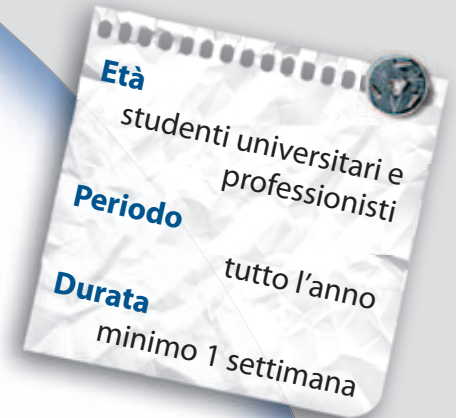 Età
studenti universitari e
professionisti
Periodo
tutto l'anno
Durata
minimo 1 settimana